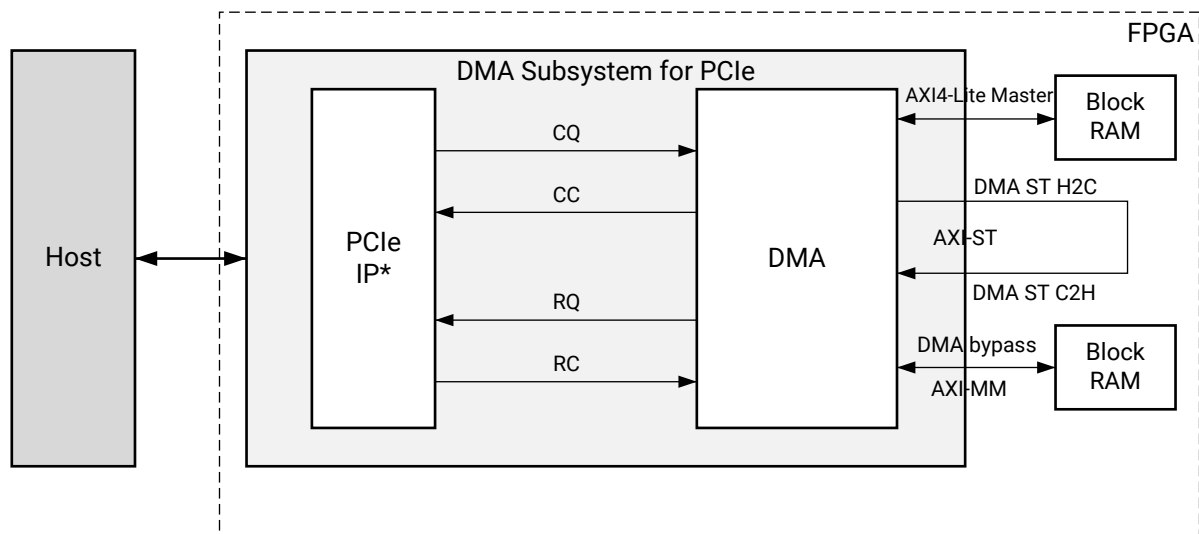 FPGA
DMA Subsystem for PCIe
Host
PCIe
IP*
CQ
CC
RQ
RC
DMA
AXI4-Lite Master
Block
RAM
DMA ST H2C
AXI-ST
DMA ST C2H
DMA bypass
AXI-MM
Block
RAM